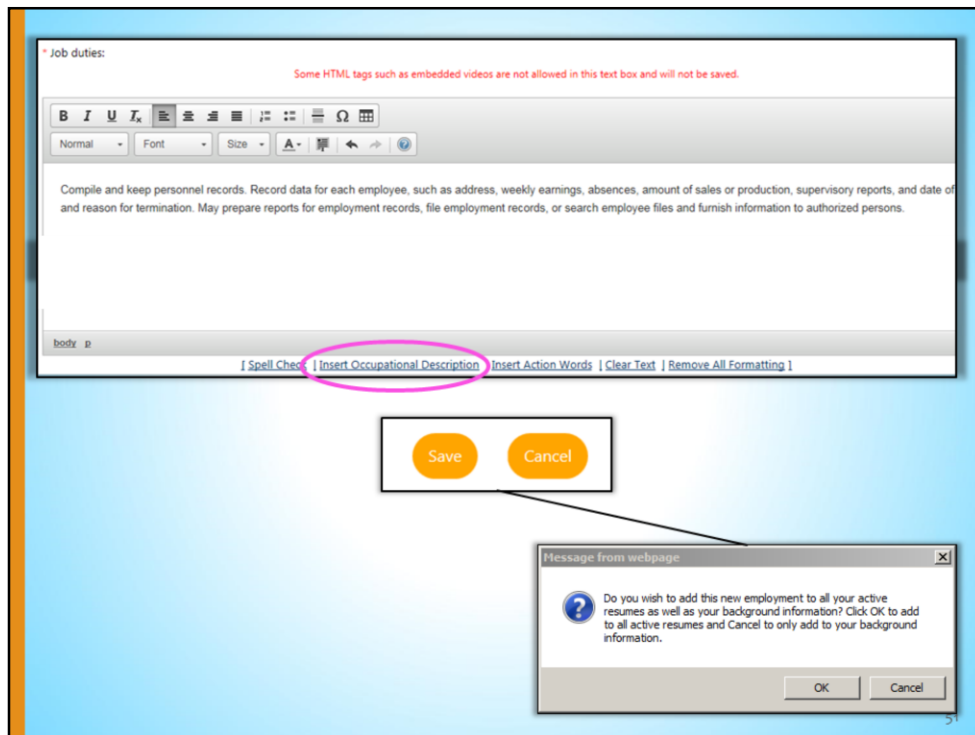 * Job duties:
Some HTML tags such as embedded videos are not allowed in this text box and will not be saved.
B I U Tx Ω
Normal Font Size A
Compile and keep personnel records. Record data for each employee, such as address, weekly earnings, absences, amount of sales or production, supervisory reports, and date of
and reason for termination. May prepare reports for employment records, file employment records, or search employee files and furnish information to authorized persons.
body p
[ Spell Check | Insert Occupational Description | Insert Action Words | Clear Text | Remove All Formatting ]
Save Cancel
Message from webpage
Do you wish to add this new employment to all your active
resumes as well as your background information? Click OK to add
to all active resumes and Cancel to only add to your background
information.
OK Cancel
51